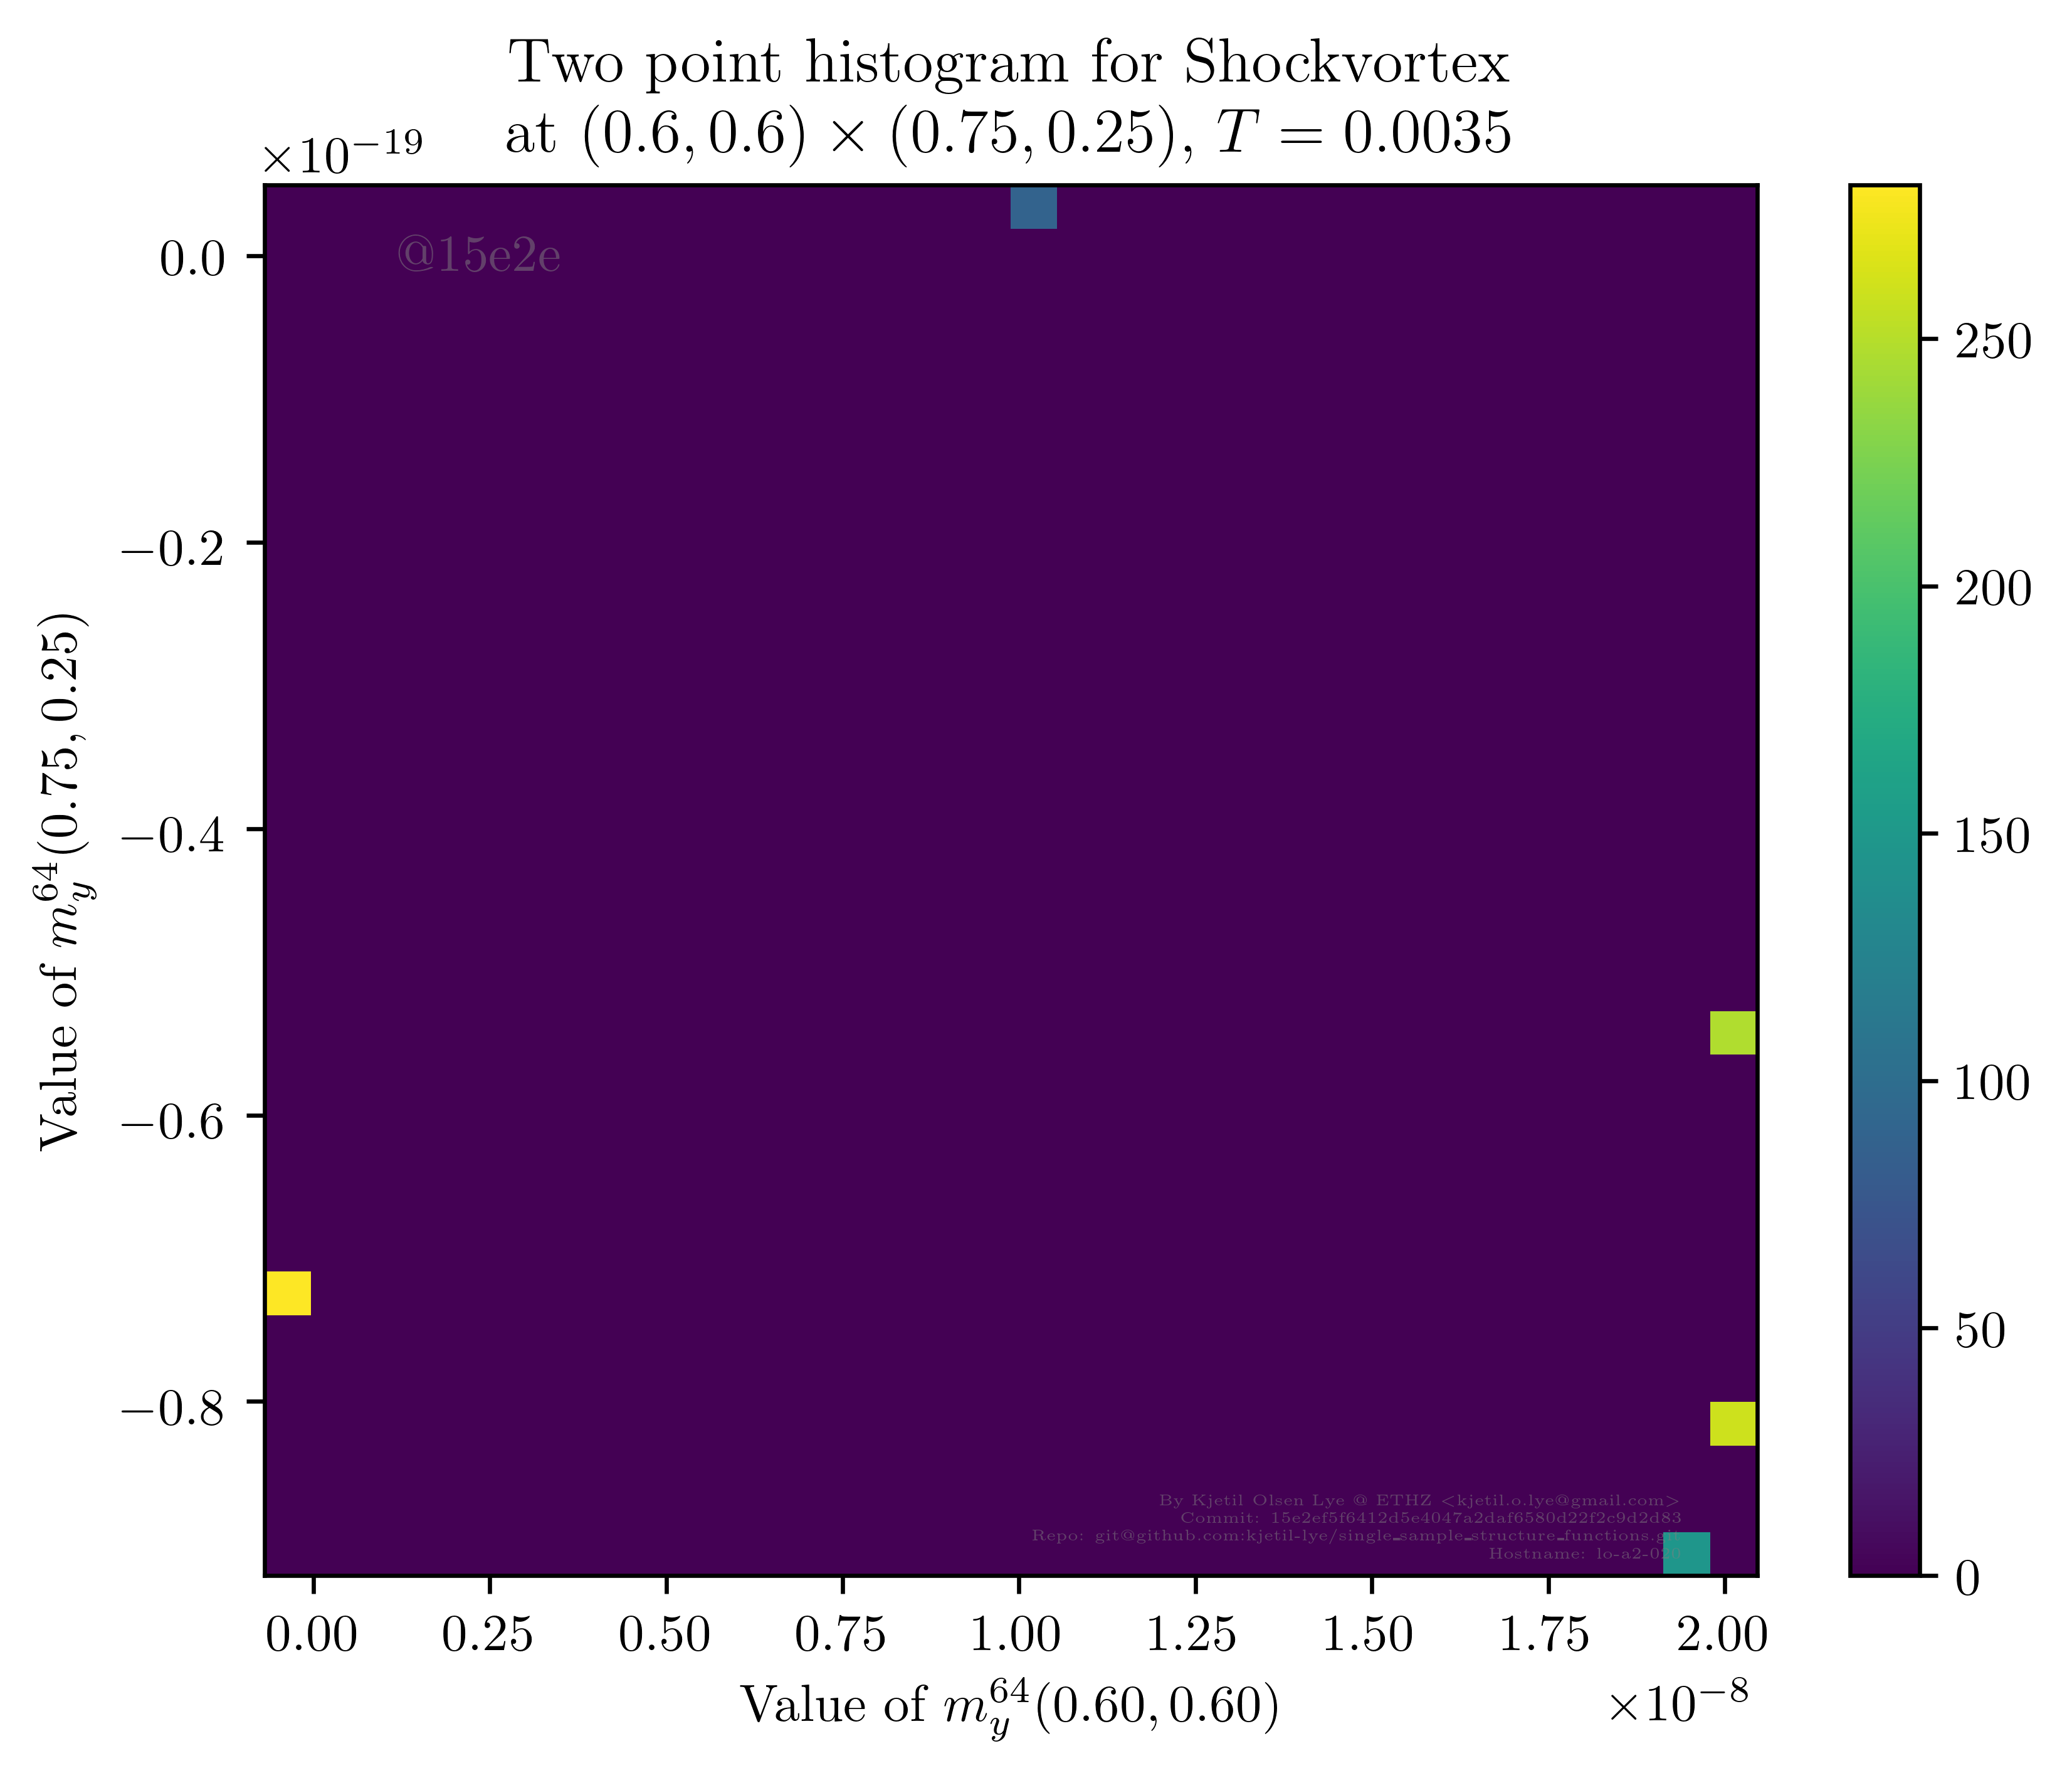 Two point histogram for Shockvortex
at (0.6, 0.6) × (0.75, 0.25), T = 0.0035
×10⁻¹⁹
@15e2e
0.0
−0.2
−0.4
−0.6
−0.8
Value of m_y^64(0.75, 0.25)
250
200
150
100
50
0
By Kjetil Olsen Lye @ ETHZ <kjetil.o.lye@gmail.com>
Commit: 15e2ef5f6412d5e4047a2daf6580d22f2c9d2d83
Repo: git@github.com:kjetil-lye/single_sample_structure_functions.git
Hostname: lo-a2-020
0.00 0.25 0.50 0.75 1.00 1.25 1.50 1.75 2.00
Value of m_y^64(0.60, 0.60)
×10⁻⁸